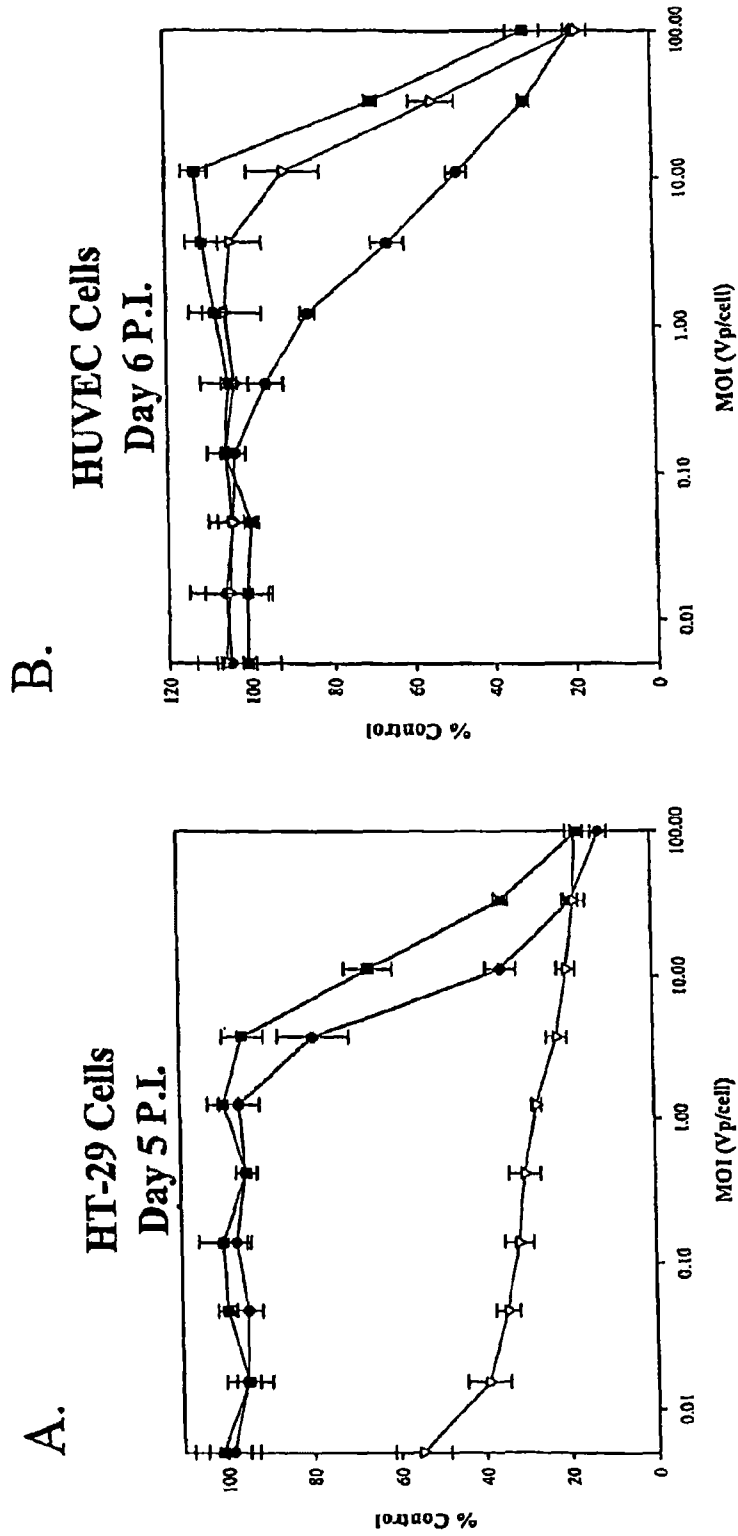 A.
HT-29 Cells
Day 5 P.I.
% Control
100
80
60
40
20
0
0.01
0.10
1.00
10.00
100.00
MOI (Vp/cell)
B.
HUVEC Cells
Day 6 P.I.
% Control
120
100
80
60
40
20
0
0.01
0.10
1.00
10.00
100.00
MOI (Vp/cell)